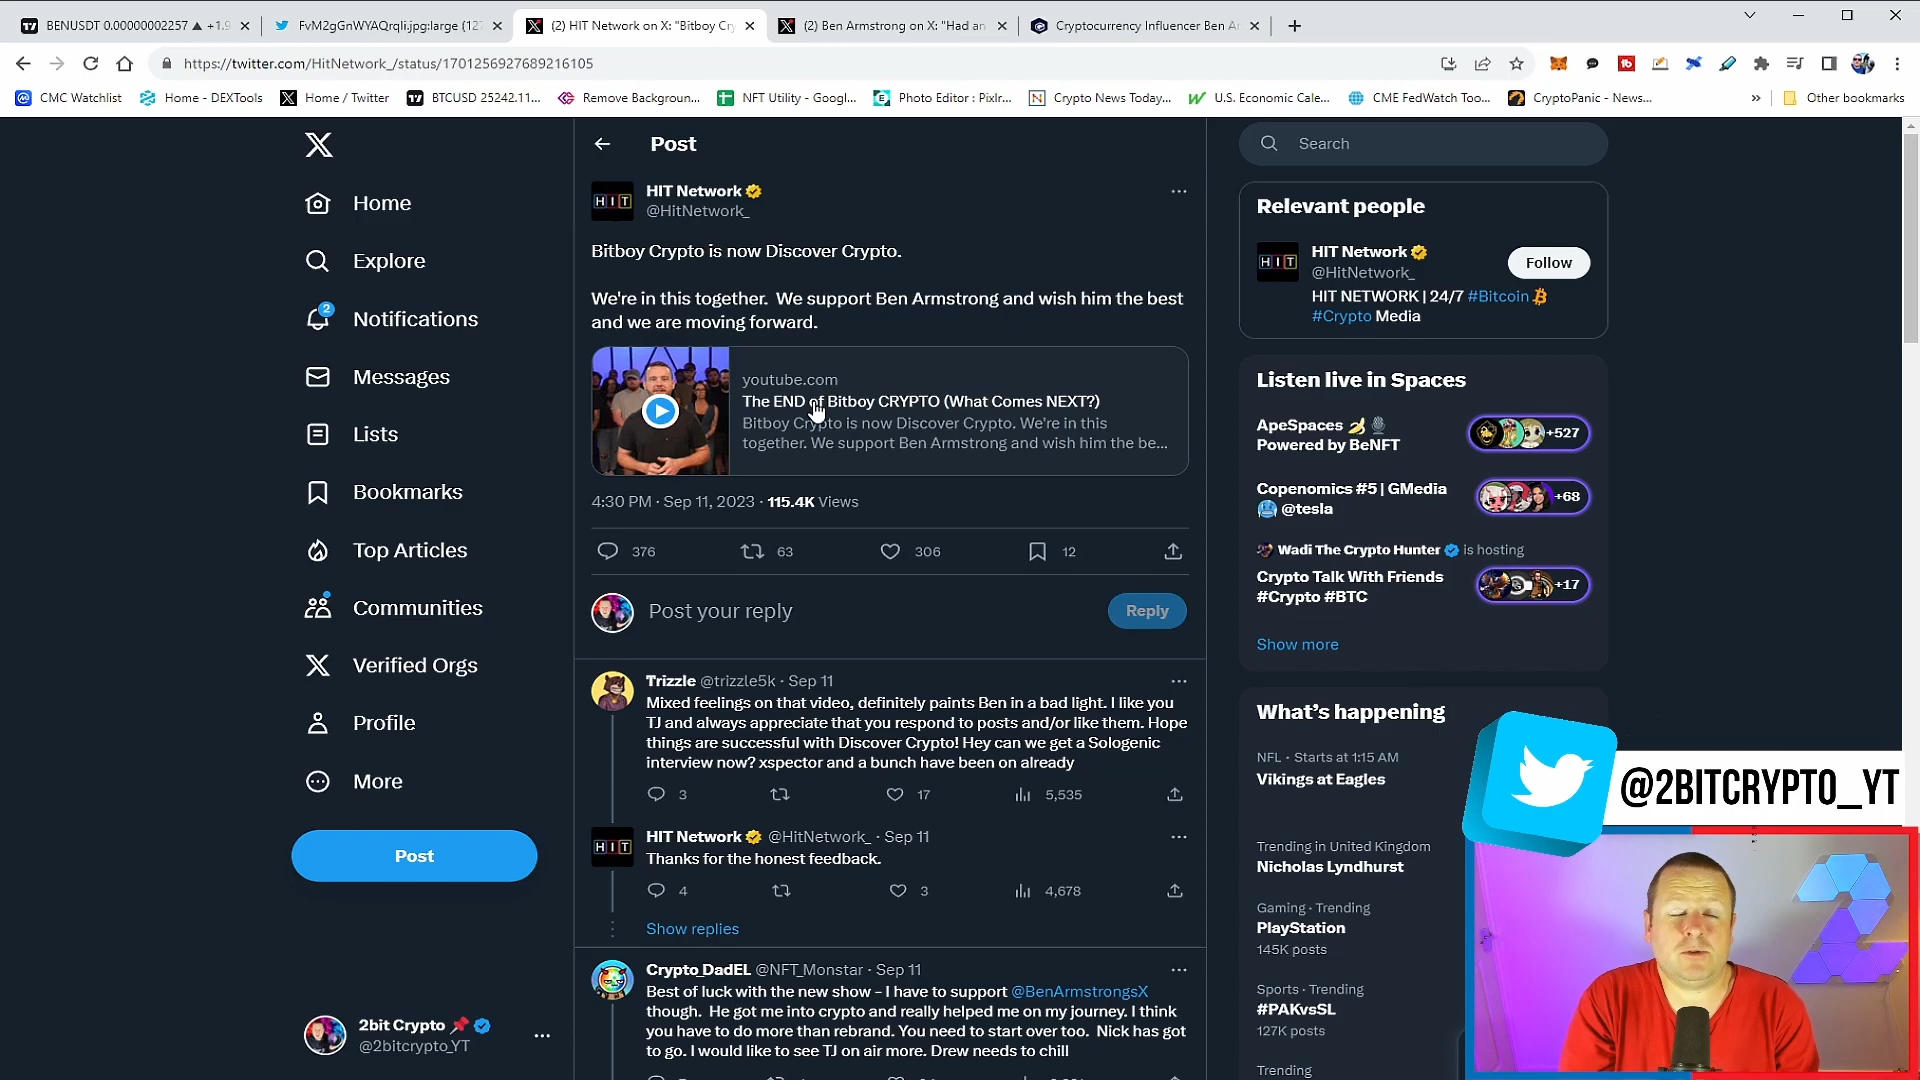 BENUSDT 0.00000002257 ▲ +1.9
FvM2gGnWYAQrqli.jpg:large (127
(2) HIT Network on X: "Bitboy Cry
(2) Ben Armstrong on X: "Had an
Cryptocurrency Influencer Ben Ar
https://twitter.com/HitNetwork_/status/1701256927689216105
CMC Watchlist
Home - DEXTools
Home / Twitter
BTCUSD 25242.11...
Remove Backgroun...
NFT Utility - Googl...
Photo Editor : Pixlr...
Crypto News Today...
U.S. Economic Cale...
CME FedWatch Too...
CryptoPanic - News...
»
Other bookmarks
Home
Explore
2
Notifications
Messages
Lists
Bookmarks
Top Articles
Communities
Verified Orgs
Profile
More
Post
2bit Crypto
@2bitcrypto_YT
Post
HIT
HIT Network
@HitNetwork_
Bitboy Crypto is now Discover Crypto.
We're in this together.  We support Ben Armstrong and wish him the best
and we are moving forward.
youtube.com
The END of Bitboy CRYPTO (What Comes NEXT?)
Bitboy Crypto is now Discover Crypto. We're in this
together. We support Ben Armstrong and wish him the be...
4:30 PM · Sep 11, 2023 · 115.4K Views
376
63
306
12
Post your reply
Reply
Trizzle @trizzle5k · Sep 11
Mixed feelings on that video, definitely paints Ben in a bad light. I like you
TJ and always appreciate that you respond to posts and/or like them. Hope
things are successful with Discover Crypto! Hey can we get a Sologenic
interview now? xspector and a bunch have been on already
3
17
5,535
HIT
HIT Network @HitNetwork_ · Sep 11
Thanks for the honest feedback.
4
3
4,678
Show replies
Crypto_DadEL @NFT_Monstar · Sep 11
Best of luck with the new show – I have to support @BenArmstrongsX
though.  He got me into crypto and really helped me on my journey. I think
you have to do more than rebrand. You need to start over too.  Nick has got
to go. I would like to see TJ on air more. Drew needs to chill
Search
Relevant people
HIT
HIT Network
@HitNetwork_
Follow
HIT NETWORK | 24/7 #Bitcoin
#Crypto Media
Listen live in Spaces
ApeSpaces
Powered by BeNFT
+527
Copenomics #5 | GMedia
@tesla
+68
Wadi The Crypto Hunter is hosting
Crypto Talk With Friends
#Crypto #BTC
+17
Show more
What's happening
NFL · Starts at 1:15 AM
Vikings at Eagles
@2BITCRYPTO_YT
Trending in United Kingdom
Nicholas Lyndhurst
Gaming · Trending
PlayStation
145K posts
Sports · Trending
#PAKvsSL
127K posts
Trending